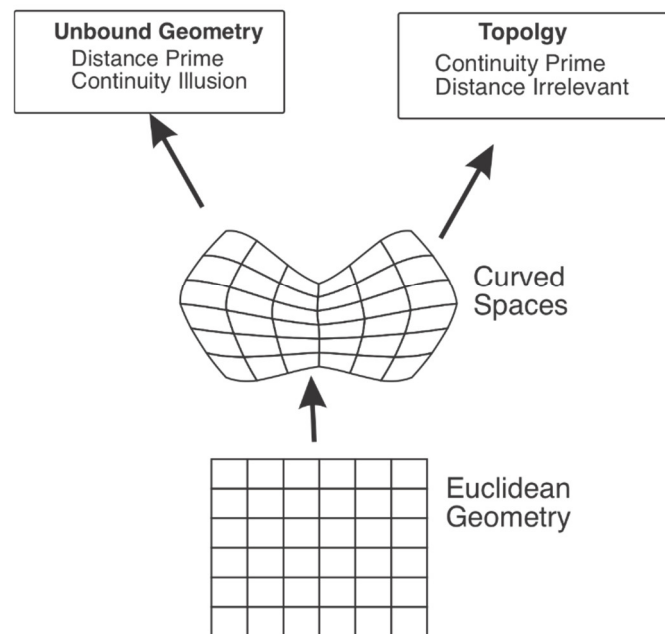 Unbound Geometry
Distance Prime
Continuity Illusion
Topolgy
Continuity Prime
Distance Irrelevant
Curved
Spaces
Euclidean
Geometry